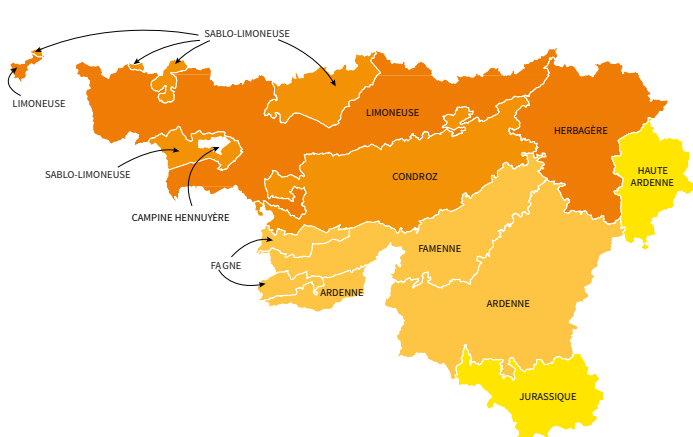 SABLO-LIMONEUSE
LIMONEUSE
LIMONEUSE
HERBAGÈRE
SABLO-LIMONEUSE
CONDROZ
HAUTE
ARDENNE
CAMPINE HENNUYÈRE
FAMENNE
FAGNE
ARDENNE
ARDENNE
JURASSIQUE